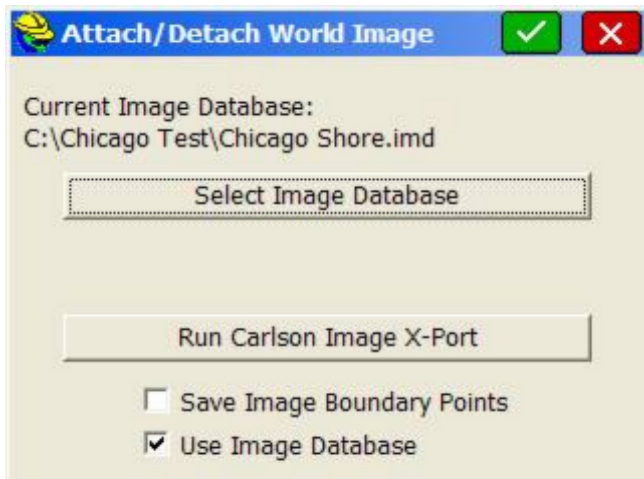 Attach/Detach World Image
Current Image Database:
C:\Chicago Test\Chicago Shore.imd
Select Image Database
Run Carlson Image X-Port
Save Image Boundary Points
Use Image Database